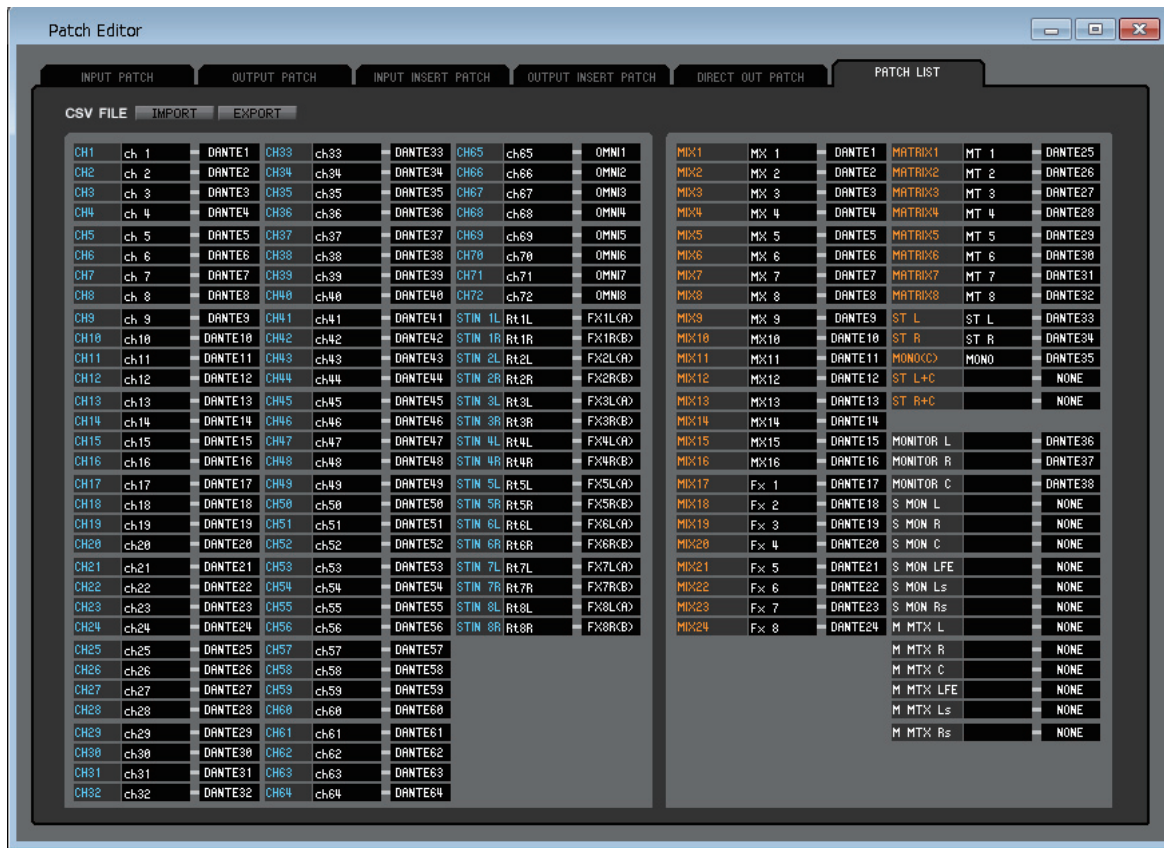 Patch Editor
INPUT PATCH OUTPUT PATCH INPUT INSERT PATCH OUTPUT INSERT PATCH DIRECT OUT PATCH PATCH LIST
CSV FILE IMPORT EXPORT
CH1 ch 1 DANTE1 CH33 ch33 DANTE33 CH65 ch65 OMNI1 MIX1 MX 1 DANTE1 MATRIX1 MT 1 DANTE25
CH2 ch 2 DANTE2 CH34 ch34 DANTE34 CH66 ch66 OMNI2 MIX2 MX 2 DANTE2 MATRIX2 MT 2 DANTE26
CH3 ch 3 DANTE3 CH35 ch35 DANTE35 CH67 ch67 OMNI3 MIX3 MX 3 DANTE3 MATRIX3 MT 3 DANTE27
CH4 ch 4 DANTE4 CH36 ch36 DANTE36 CH68 ch68 OMNI4 MIX4 MX 4 DANTE4 MATRIX4 MT 4 DANTE28
CH5 ch 5 DANTE5 CH37 ch37 DANTE37 CH69 ch69 OMNI5 MIX5 MX 5 DANTE5 MATRIX5 MT 5 DANTE29
CH6 ch 6 DANTE6 CH38 ch38 DANTE38 CH70 ch70 OMNI6 MIX6 MX 6 DANTE6 MATRIX6 MT 6 DANTE30
CH7 ch 7 DANTE7 CH39 ch39 DANTE39 CH71 ch71 OMNI7 MIX7 MX 7 DANTE7 MATRIX7 MT 7 DANTE31
CH8 ch 8 DANTE8 CH40 ch40 DANTE40 CH72 ch72 OMNI8 MIX8 MX 8 DANTE8 MATRIX8 MT 8 DANTE32
CH9 ch 9 DANTE9 CH41 ch41 DANTE41 STIN 1L Rt1L FX1L(A) MIX9 MX 9 DANTE9 ST L ST L DANTE33
CH10 ch10 DANTE10 CH42 ch42 DANTE42 STIN 1R Rt1R FX1R(B) MIX10 MX10 DANTE10 ST R ST R DANTE34
CH11 ch11 DANTE11 CH43 ch43 DANTE43 STIN 2L Rt2L FX2L(A) MIX11 MX11 DANTE11 MONO(C) MONO DANTE35
CH12 ch12 DANTE12 CH44 ch44 DANTE44 STIN 2R Rt2R FX2R(B) MIX12 MX12 DANTE12 ST L+C NONE
CH13 ch13 DANTE13 CH45 ch45 DANTE45 STIN 3L Rt3L FX3L(A) MIX13 MX13 DANTE13 ST R+C NONE
CH14 ch14 DANTE14 CH46 ch46 DANTE46 STIN 3R Rt3R FX3R(B) MIX14 MX14 DANTE14
CH15 ch15 DANTE15 CH47 ch47 DANTE47 STIN 4L Rt4L FX4L(A) MIX15 MX15 DANTE15 MONITOR L DANTE36
CH16 ch16 DANTE16 CH48 ch48 DANTE48 STIN 4R Rt4R FX4R(B) MIX16 MX16 DANTE16 MONITOR R DANTE37
CH17 ch17 DANTE17 CH49 ch49 DANTE49 STIN 5L Rt5L FX5L(A) MIX17 Fx 1 DANTE17 MONITOR C DANTE38
CH18 ch18 DANTE18 CH50 ch50 DANTE50 STIN 5R Rt5R FX5R(B) MIX18 Fx 2 DANTE18 S MON L NONE
CH19 ch19 DANTE19 CH51 ch51 DANTE51 STIN 6L Rt6L FX6L(A) MIX19 Fx 3 DANTE19 S MON R NONE
CH20 ch20 DANTE20 CH52 ch52 DANTE52 STIN 6R Rt6R FX6R(B) MIX20 Fx 4 DANTE20 S MON C NONE
CH21 ch21 DANTE21 CH53 ch53 DANTE53 STIN 7L Rt7L FX7L(A) MIX21 Fx 5 DANTE21 S MON LFE NONE
CH22 ch22 DANTE22 CH54 ch54 DANTE54 STIN 7R Rt7R FX7R(B) MIX22 Fx 6 DANTE22 S MON Ls NONE
CH23 ch23 DANTE23 CH55 ch55 DANTE55 STIN 8L Rt8L FX8L(A) MIX23 Fx 7 DANTE23 S MON Rs NONE
CH24 ch24 DANTE24 CH56 ch56 DANTE56 STIN 8R Rt8R FX8R(B) MIX24 Fx 8 DANTE24 M MTX L NONE
CH25 ch25 DANTE25 CH57 ch57 DANTE57 M MTX R NONE
CH26 ch26 DANTE26 CH58 ch58 DANTE58 M MTX C NONE
CH27 ch27 DANTE27 CH59 ch59 DANTE59 M MTX LFE NONE
CH28 ch28 DANTE28 CH60 ch60 DANTE60 M MTX Ls NONE
CH29 ch29 DANTE29 CH61 ch61 DANTE61 M MTX Rs NONE
CH30 ch30 DANTE30 CH62 ch62 DANTE62
CH31 ch31 DANTE31 CH63 ch63 DANTE63
CH32 ch32 DANTE32 CH64 ch64 DANTE64